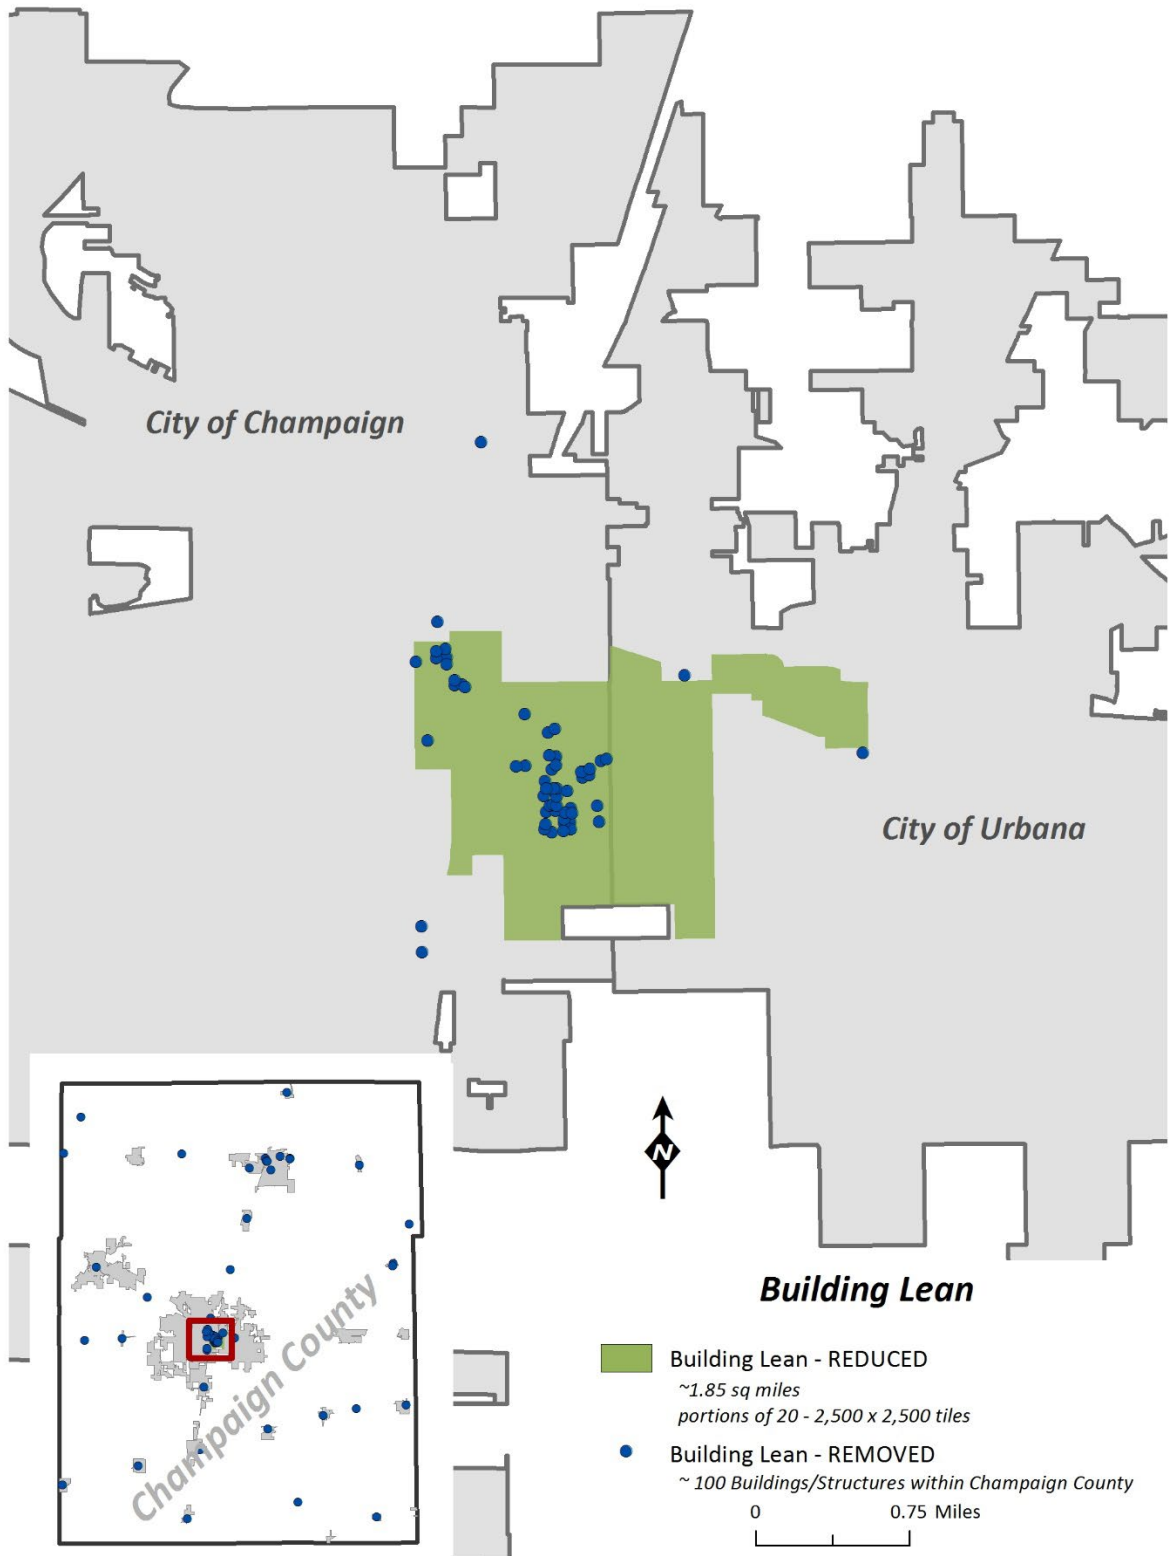 City of Champaign
City of Urbana
N
Champaign County
Building Lean
Building Lean - REDUCED
~1.85 sq miles
portions of 20 - 2,500 x 2,500 tiles
Building Lean - REMOVED
~ 100 Buildings/Structures within Champaign County
0 0.75 Miles